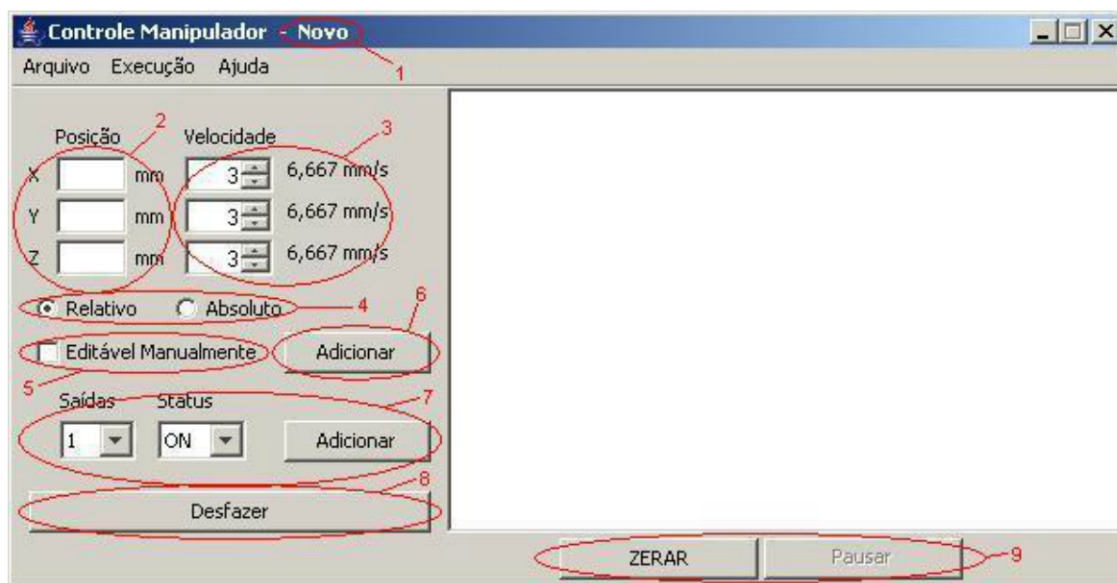 Controle Manipulador - Novo
1
Arquivo Execução Ajuda
2
3
Posição Velocidade
X mm 3 6,667 mm/s
Y mm 3 6,667 mm/s
Z mm 3 6,667 mm/s
6
Relativo Absoluto 4
Editável Manualmente Adicionar
5
Saídas Status 7
1 ON Adicionar
8
Desfazer
ZERAR Pausar 9